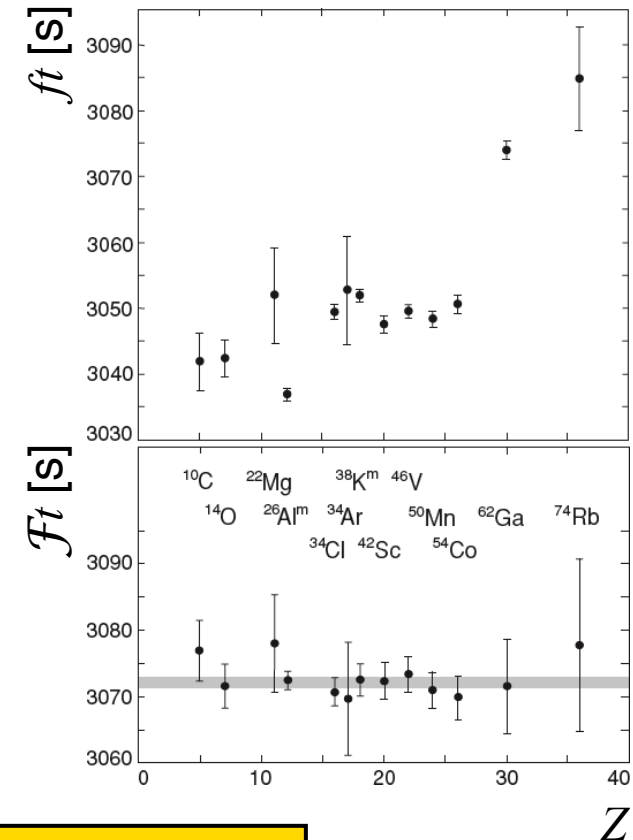 ft [s]
3090
3080
3070
3060
3050
3040
3030
ℱt [s]
¹⁰C ²²Mg ³⁸Kᵐ ⁴⁶V
¹⁴O ²⁶Alᵐ ³⁴Ar ⁵⁰Mn ⁶²Ga ⁷⁴Rb
³⁴Cl ⁴²Sc ⁵⁴Co
3090
3080
3070
3060
0 10 20 30 40
Z